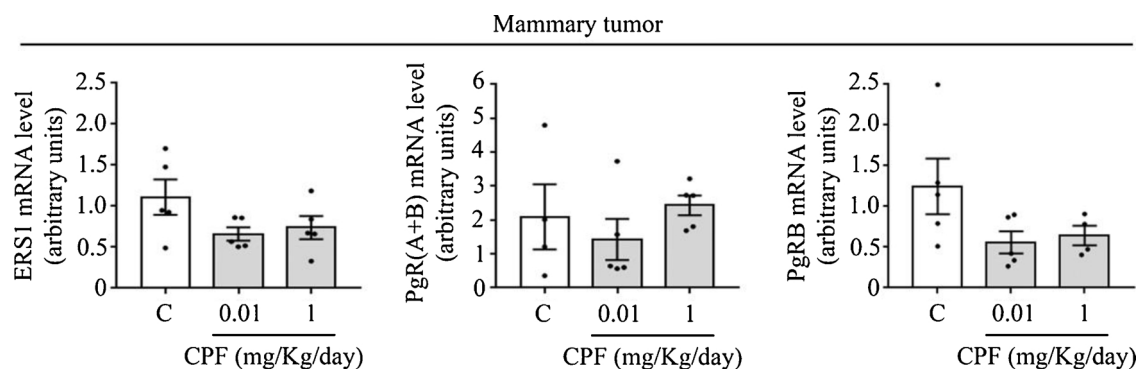 Mammary tumor
ERS1 mRNA level
(arbitrary units)
2.5
2.0
1.5
1.0
0.5
0
C
0.01
1
CPF (mg/Kg/day)
PgR(A+B) mRNA level
(arbitrary units)
6
5
4
3
2
1
0
C
0.01
1
CPF (mg/Kg/day)
PgRB mRNA level
(arbitrary units)
2.5
2.0
1.5
1.0
0.5
0
C
0.01
1
CPF (mg/Kg/day)